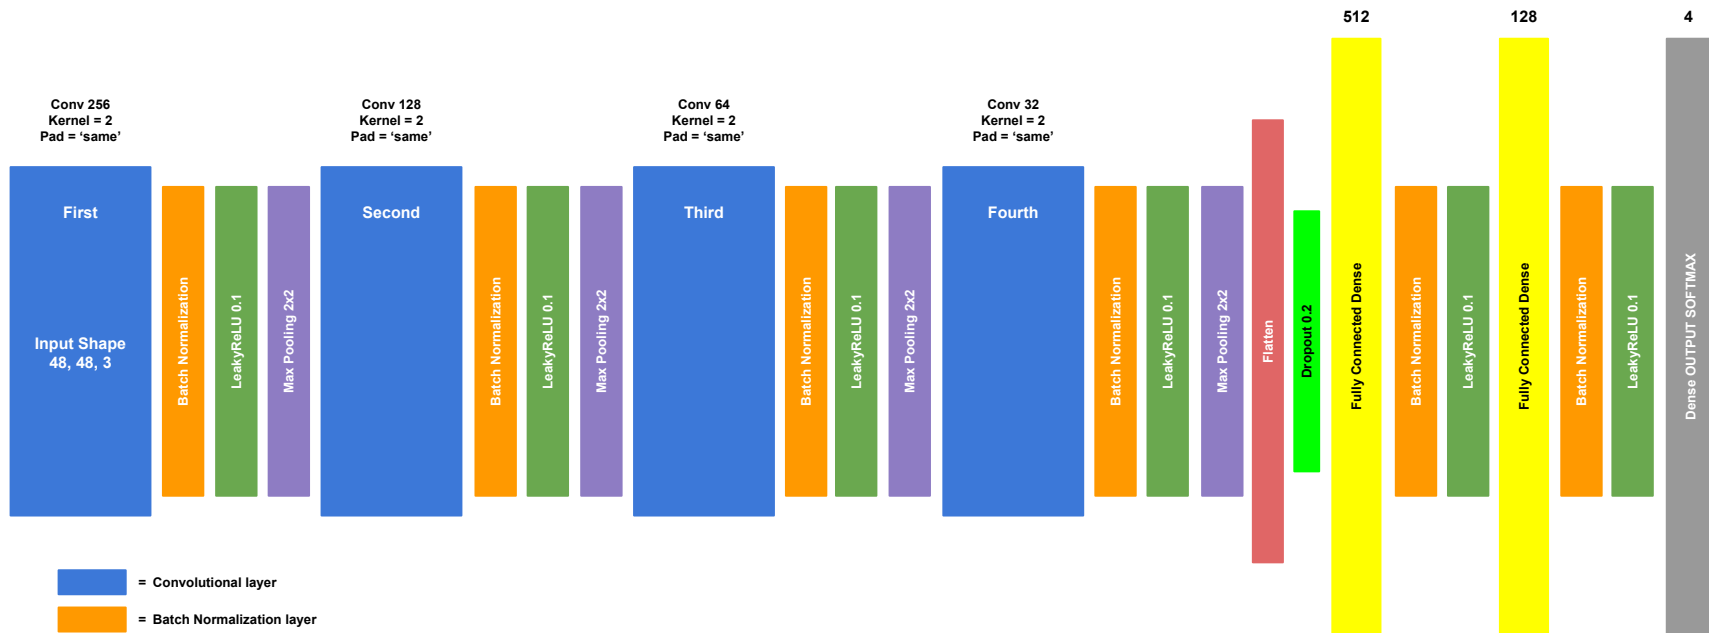 512
128
4
Conv 256
Kernel = 2
Pad = ‘same’
Conv 128
Kernel = 2
Pad = ‘same’
Conv 64
Kernel = 2
Pad = ‘same’
Conv 32
Kernel = 2
Pad = ‘same’
First
Input Shape
48, 48, 3
Batch Normalization
LeakyReLU 0.1
Max Pooling 2x2
Second
Batch Normalization
LeakyReLU 0.1
Max Pooling 2x2
Third
Batch Normalization
LeakyReLU 0.1
Max Pooling 2x2
Fourth
Batch Normalization
LeakyReLU 0.1
Max Pooling 2x2
Flatten
Dropout 0.2
Fully Connected Dense
Batch Normalization
LeakyReLU 0.1
Fully Connected Dense
Batch Normalization
LeakyReLU 0.1
Dense OUTPUT SOFTMAX
= Convolutional layer
= Batch Normalization layer